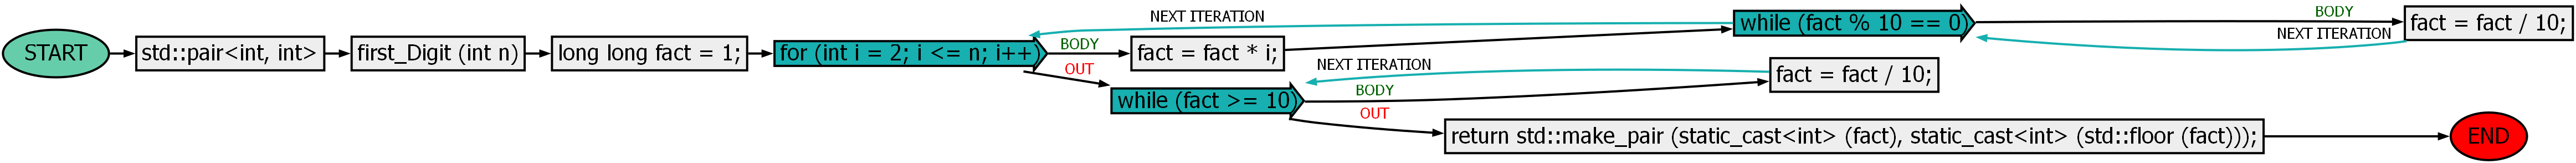 START
std::pair<int, int>
first_Digit (int n)
long long fact = 1;
for (int i = 2; i <= n; i++)
BODY
fact = fact * i;
NEXT ITERATION
while (fact % 10 == 0)
BODY
fact = fact / 10;
NEXT ITERATION
OUT
while (fact >= 10)
NEXT ITERATION
BODY
fact = fact / 10;
OUT
return std::make_pair (static_cast<int> (fact), static_cast<int> (std::floor (fact)));
END